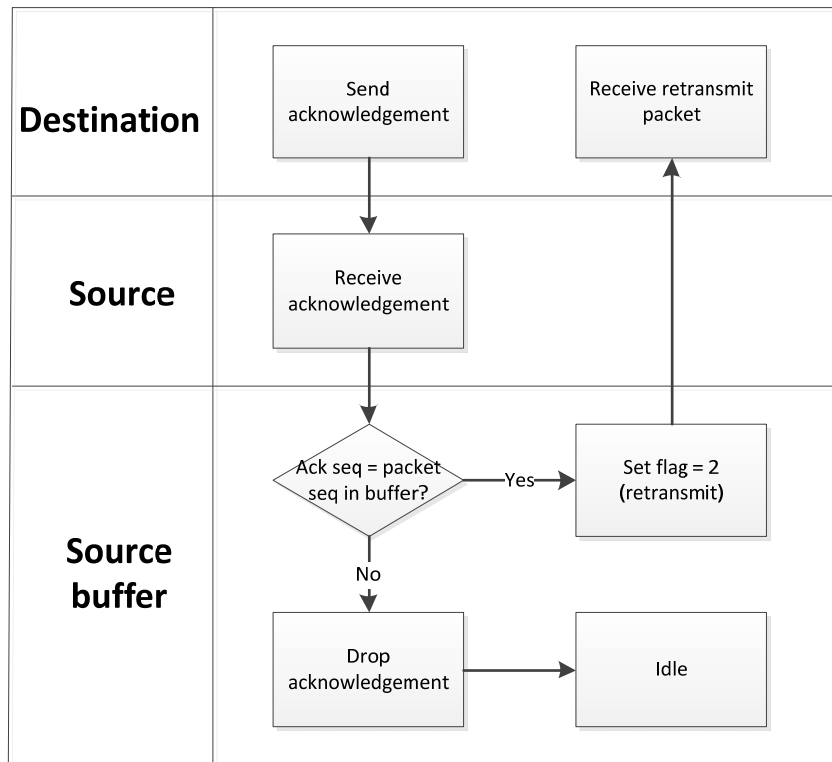 Destination
Send
acknowledgement
Receive retransmit
packet
Source
Receive
acknowledgement
Source
buffer
Ack seq = packet
seq in buffer?
Yes
Set flag = 2
(retransmit)
No
Drop
acknowledgement
Idle